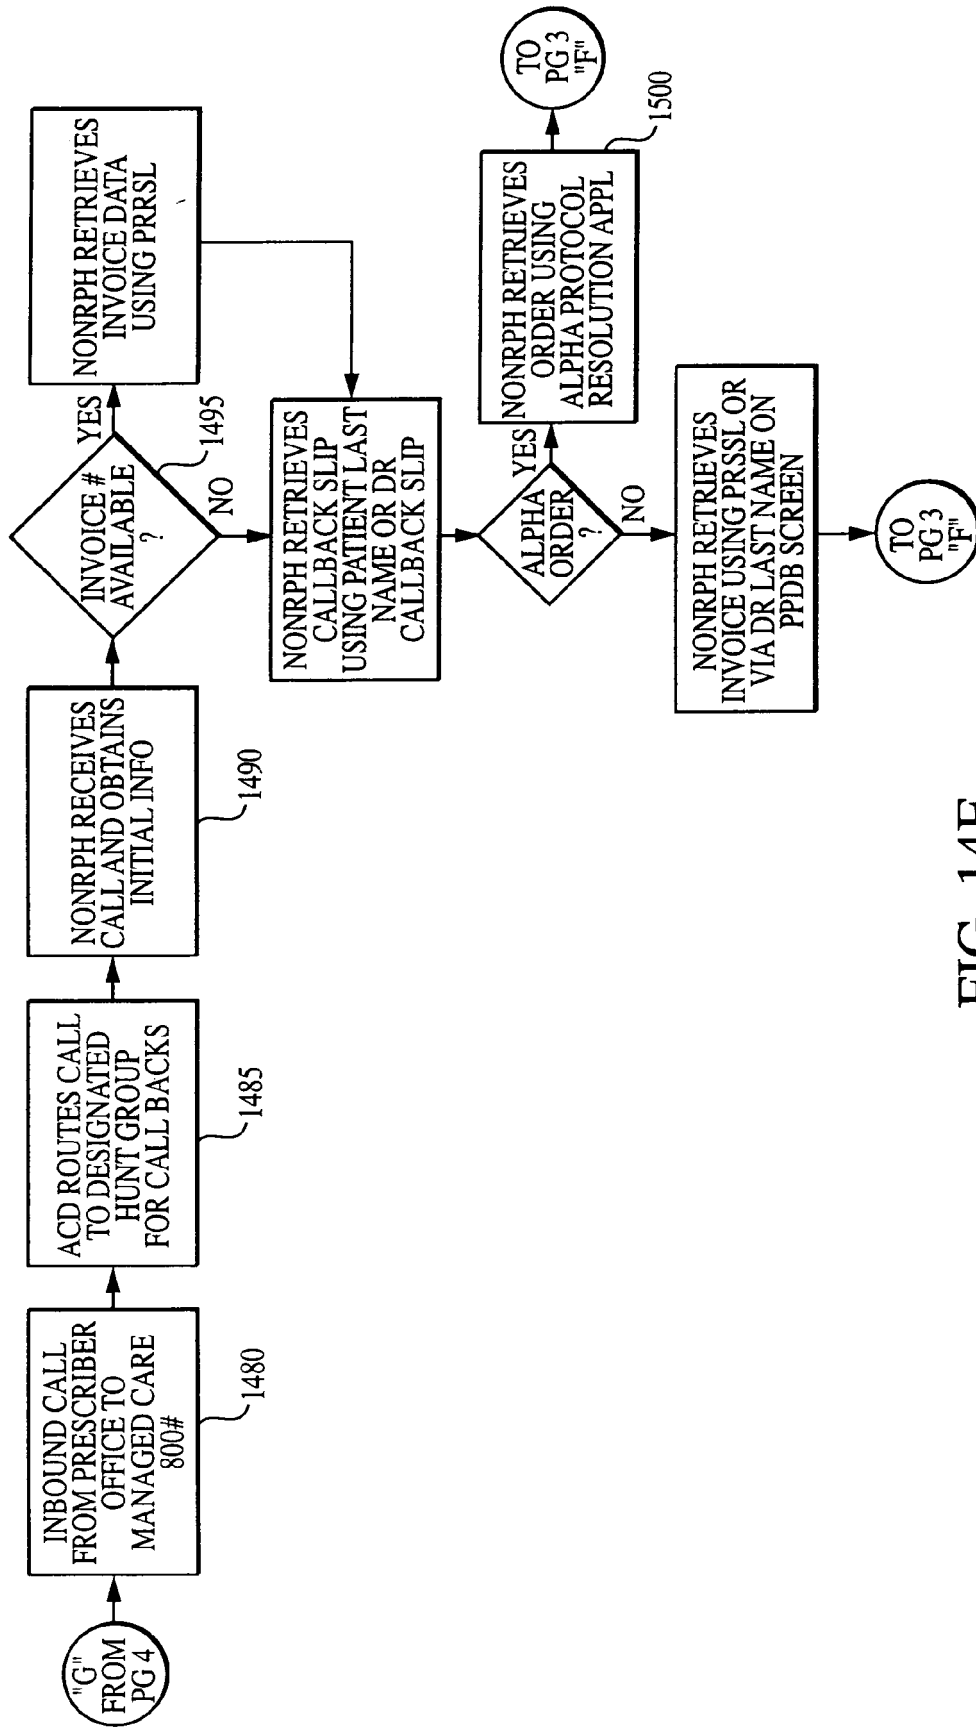 "G"
FROM
PG 4
INBOUND CALL
FROM PRESCRIBER
OFFICE TO
MANAGED CARE
800#
1480
ACD ROUTES CALL
TO DESIGNATED
HUNT GROUP
FOR CALL BACKS
1485
NONRPH RECEIVES
CALL AND OBTAINS
INITIAL INFO
1490
INVOICE #
AVAILABLE
?
1495
YES
NO
NONRPH RETRIEVES
INVOICE DATA
USING PRRSL
NONRPH RETRIEVES
CALLBACK SLIP
USING PATIENT LAST
NAME OR DR
CALLBACK SLIP
ALPHA
ORDER
?
YES
NO
NONRPH RETRIEVES
ORDER USING
ALPHA PROTOCOL
RESOLUTION APPL
1500
TO
PG 3
"F"
NONRPH RETRIEVES
INVOICE USING PRSSL OR
VIA DR LAST NAME ON
PPDB SCREEN
TO
PG 3
"F"